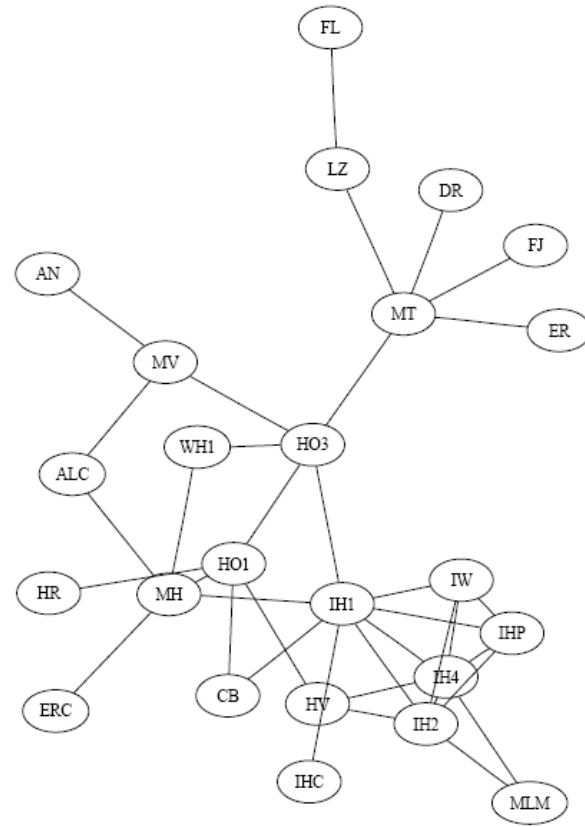 FL
LZ
DR
FJ
AN
MT
ER
MV
WH1
HO3
ALC
HO1
IW
HR
MH
IH1
IHP
IH4
CB
HV
ERC
IH2
IHC
MLM